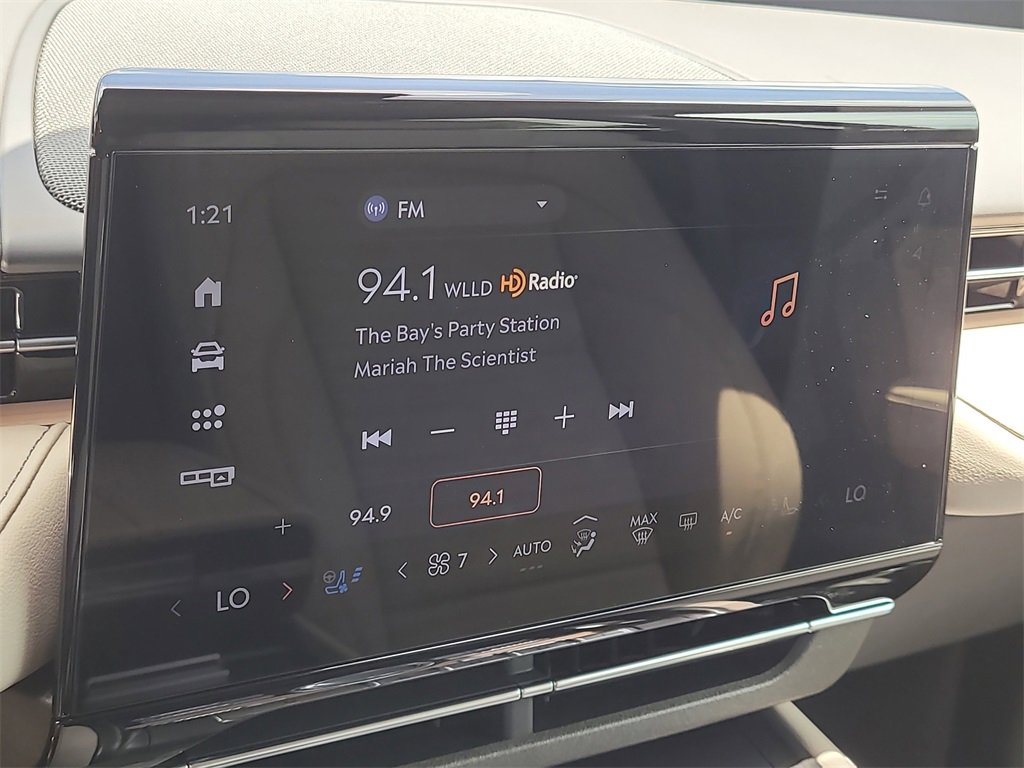 1:21
FM
94.1 WLLD HD Radio®
The Bay's Party Station
Mariah The Scientist
94.9
94.1
LO
7
AUTO
MAX
A/C
LO